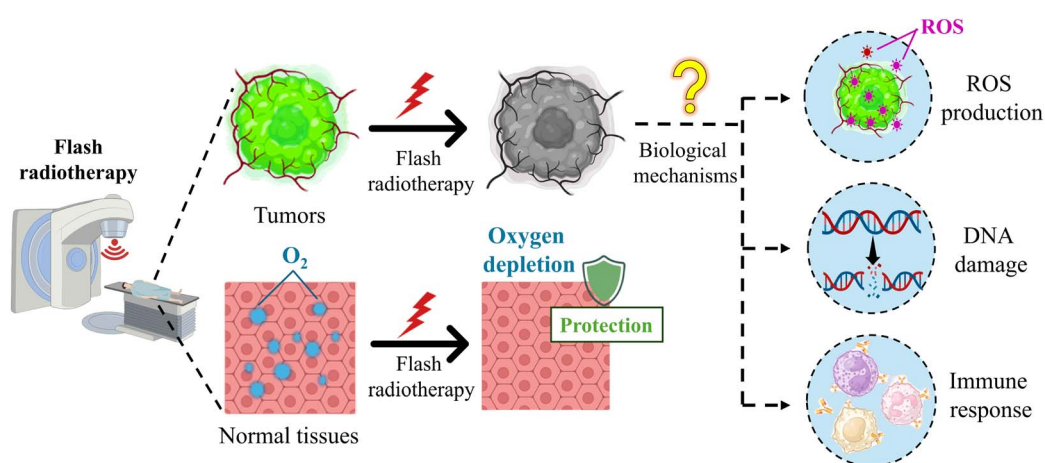 Flash
radiotherapy
Tumors
Flash
radiotherapy
?
Biological
mechanisms
ROS
ROS
production
O₂
Normal tissues
Flash
radiotherapy
Oxygen
depletion
Protection
DNA
damage
Immune
response